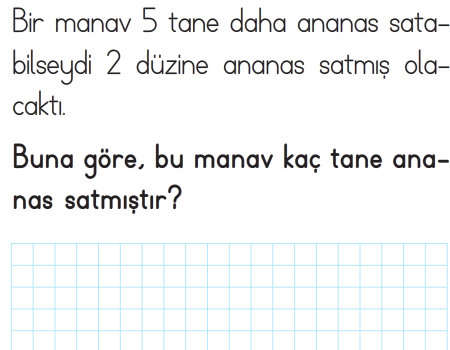 Bir manav 5 tane daha ananas sata-
bilseydi 2 düzine ananas satmış ola-
caktı.
Buna göre, bu manav kaç tane ana-
nas satmıştır?